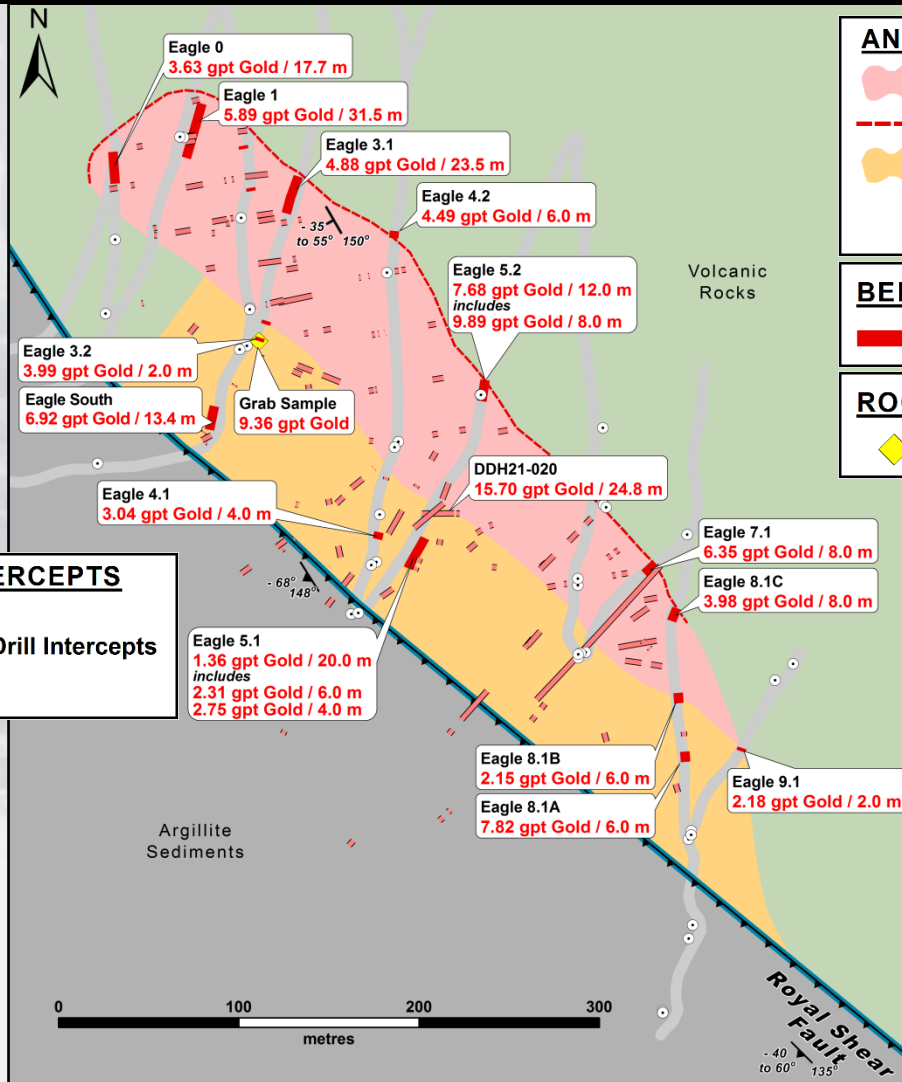 N
Eagle 0
3.63 gpt Gold / 17.7 m
Eagle 1
5.89 gpt Gold / 31.5 m
Eagle 3.1
4.88 gpt Gold / 23.5 m
Eagle 4.2
4.49 gpt Gold / 6.0 m
- 35
to 55° 150°
Eagle 5.2
7.68 gpt Gold / 12.0 m
includes
9.89 gpt Gold / 8.0 m
Volcanic
Rocks
AN
BE
RO
Eagle 3.2
3.99 gpt Gold / 2.0 m
Eagle South
6.92 gpt Gold / 13.4 m
Grab Sample
9.36 gpt Gold
DDH21-020
15.70 gpt Gold / 24.8 m
Eagle 4.1
3.04 gpt Gold / 4.0 m
Eagle 7.1
6.35 gpt Gold / 8.0 m
Eagle 8.1C
3.98 gpt Gold / 8.0 m
ERCEPTS
Drill Intercepts
- 68°
148°
Eagle 5.1
1.36 gpt Gold / 20.0 m
includes
2.31 gpt Gold / 6.0 m
2.75 gpt Gold / 4.0 m
Eagle 8.1B
2.15 gpt Gold / 6.0 m
Eagle 8.1A
7.82 gpt Gold / 6.0 m
Eagle 9.1
2.18 gpt Gold / 2.0 m
Argillite
Sediments
0 100 200 300
metres
Royal Shear
Fault
- 40
to 60° 135°